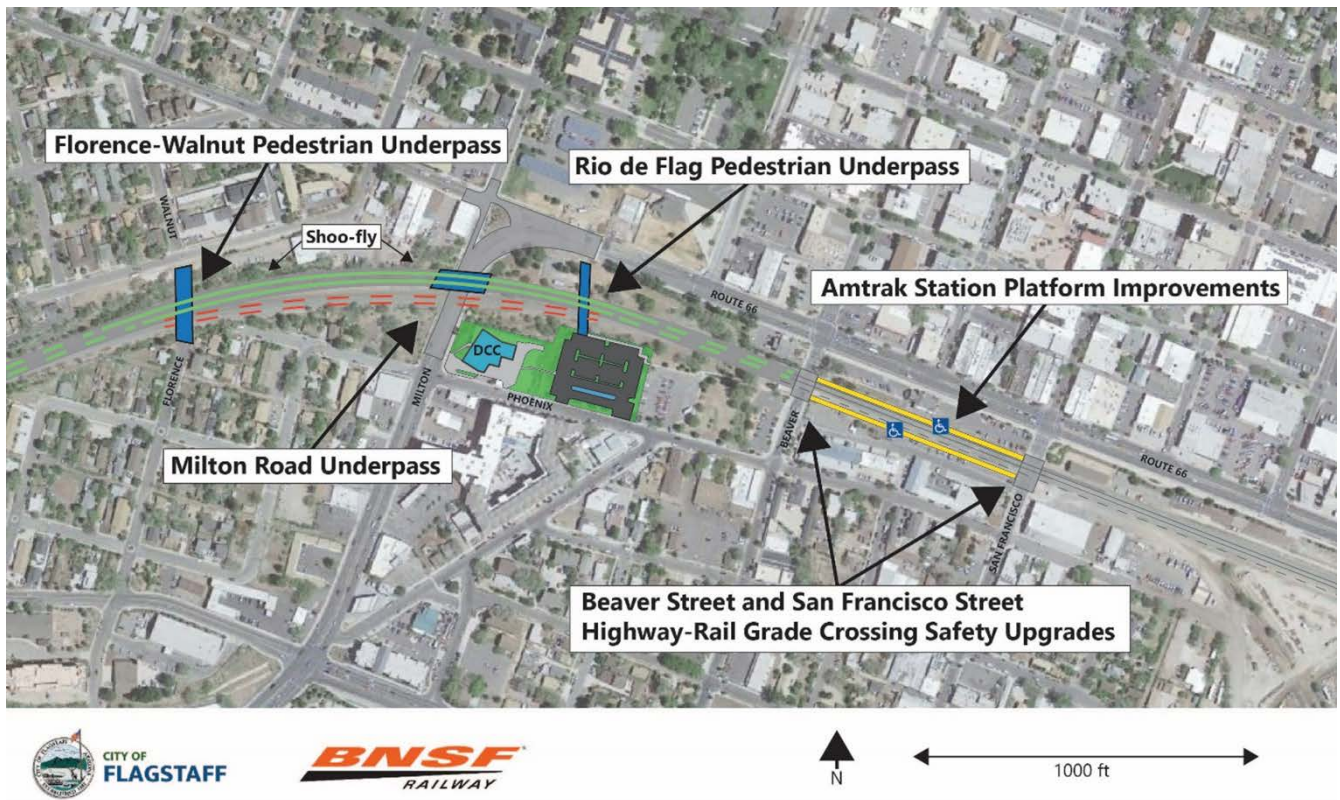 Florence-Walnut Pedestrian Underpass
Rio de Flag Pedestrian Underpass
WALNUT
Shoo-fly
Amtrak Station Platform Improvements
ROUTE 66
DCC
FLORENCE
MILTON
PHOENIX
BEAVER
ROUTE 66
Milton Road Underpass
SAN FRANCISCO
Beaver Street and San Francisco Street
Highway-Rail Grade Crossing Safety Upgrades
CITY OF
FLAGSTAFF
BNSF
RAILWAY
N
1000 ft